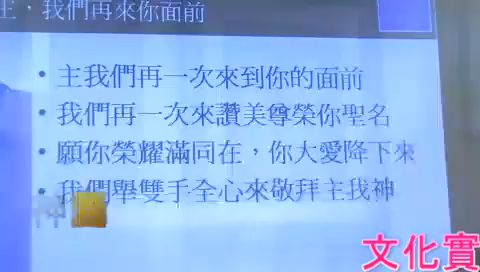 主，我們再來你面前
主我們再一次來到你的面前
我們再一次來讚美尊榮你聖名
願你榮耀滿同在，你大愛降下來
我們舉雙手全心來敬拜主我神
神國
文化實